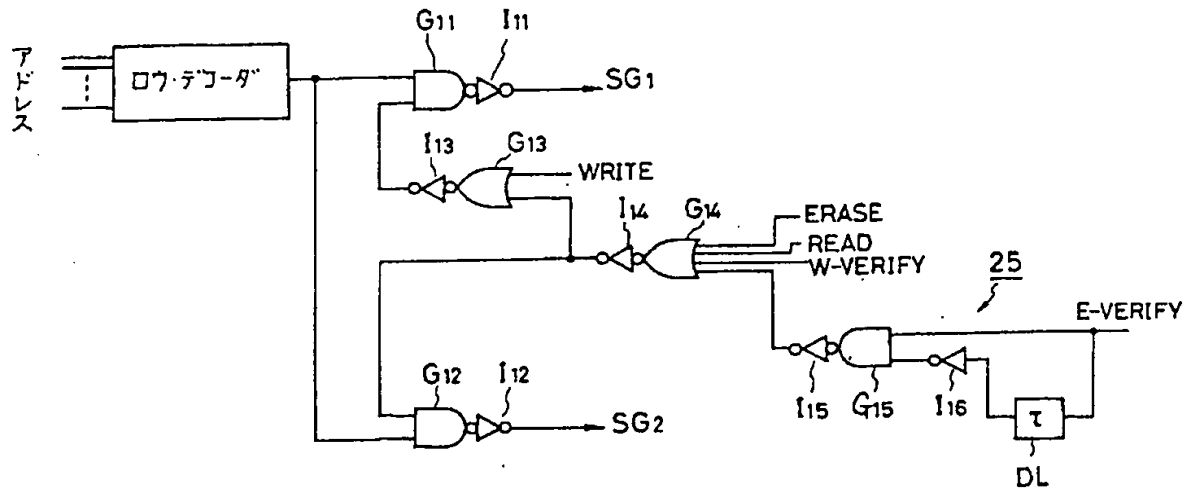 アドレス
ロウ・デコーダ
G11
I11
SG1
I13
G13
WRITE
I14
G14
ERASE
READ
W-VERIFY
25
E-VERIFY
G12
I12
SG2
I15
G15
I16
τ
DL